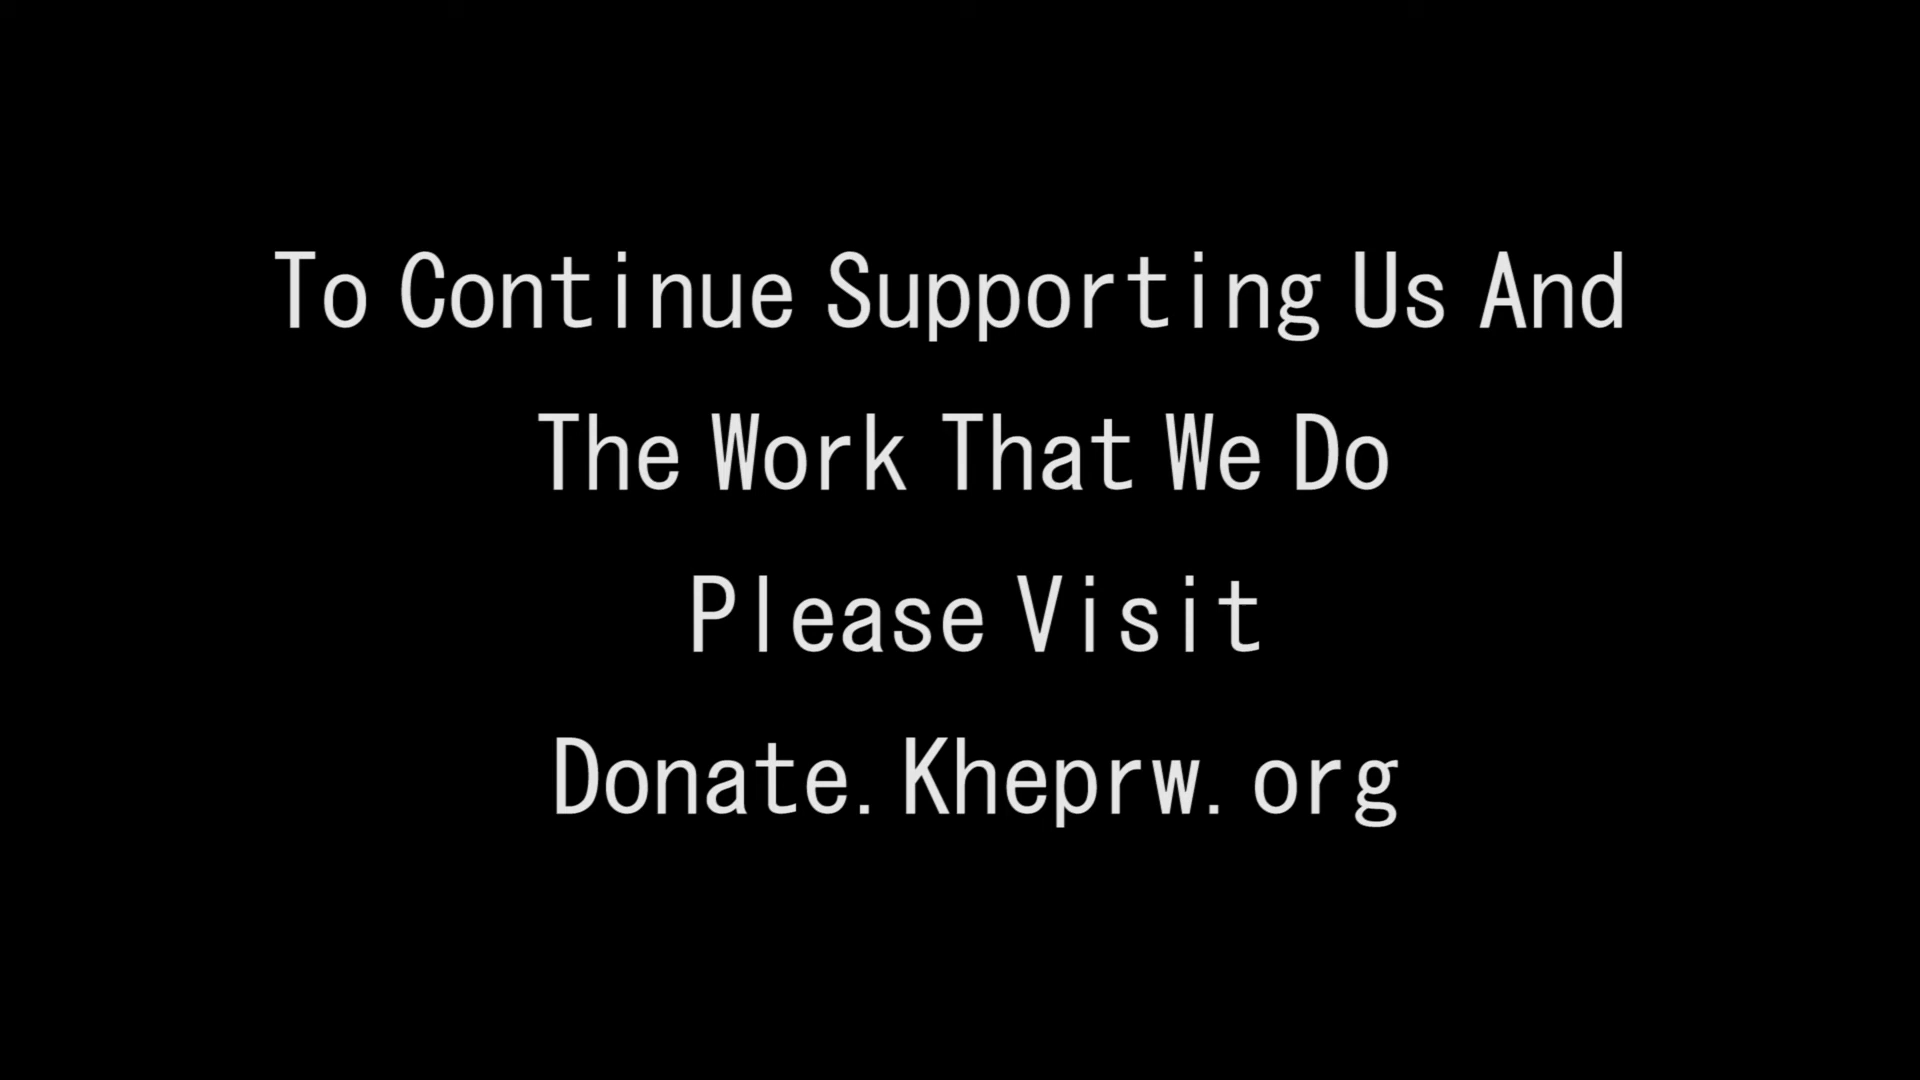 To Continue Supporting Us And
The Work That We Do
Please Visit
Donate.Kheprw.org